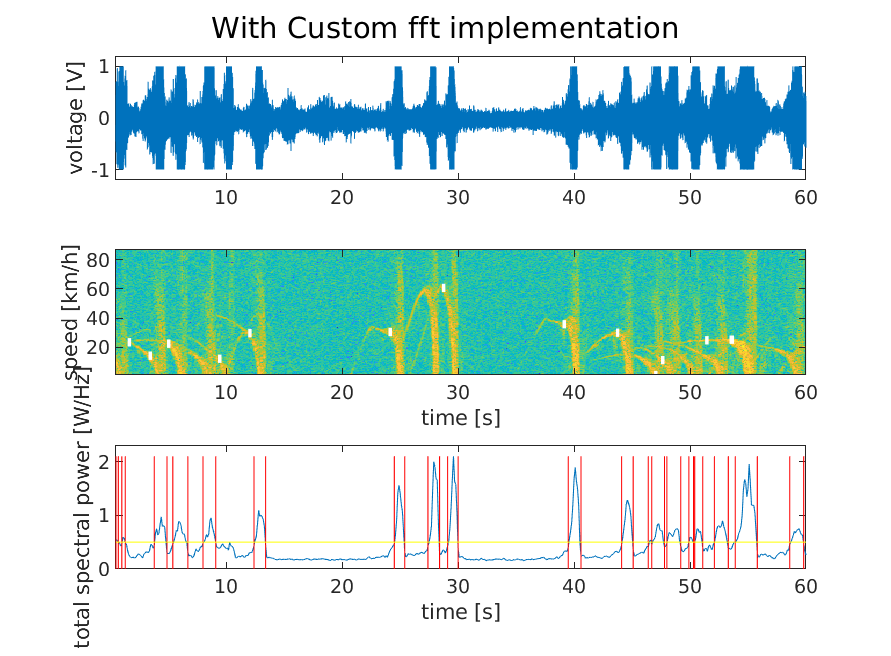 With Custom fft implementation
voltage [V]
1
0
-1
10 20 30 40 50 60
speed [km/h]
80
60
40
20
10 20 30 40 50 60
time [s]
total spectral power [W/Hz]
2
1
0
10 20 30 40 50 60
time [s]